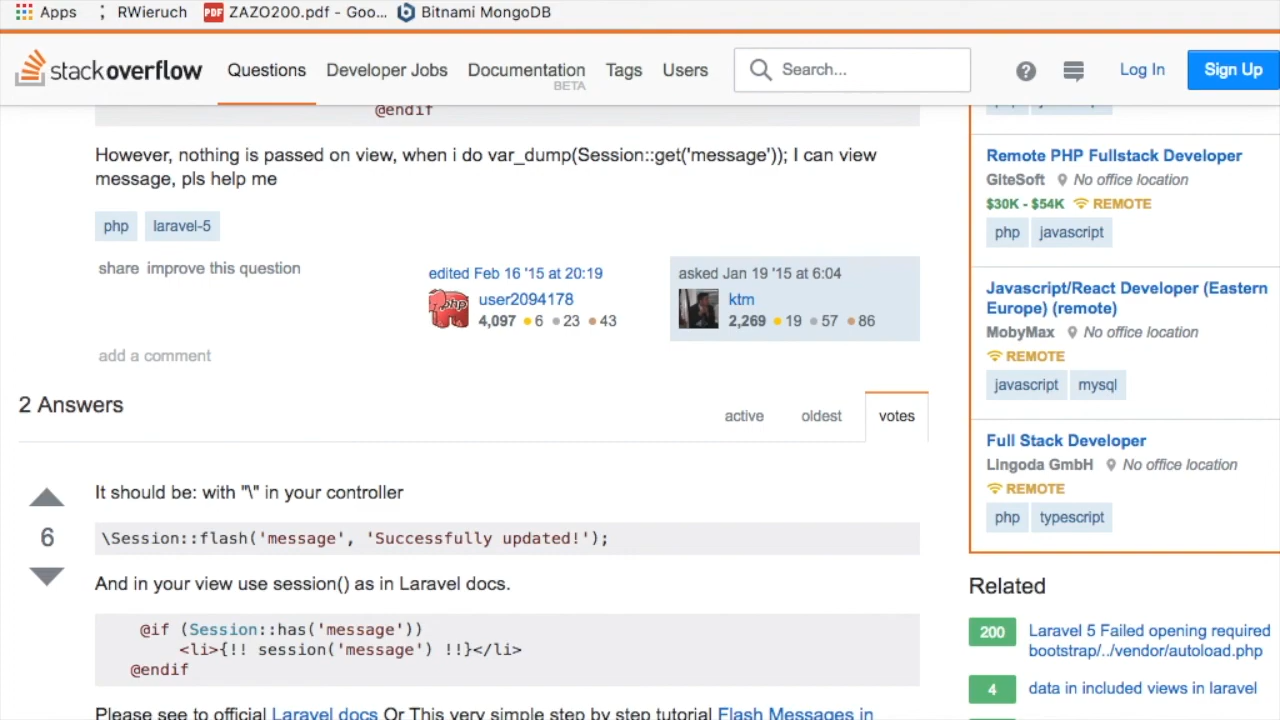 Apps ; RWieruch PDF ZAZO200.pdf - Goo... Bitnami MongoDB
stackoverflow Questions Developer Jobs Documentation BETA Tags Users Search... ? Log In Sign Up
@endif
However, nothing is passed on view, when i do var_dump(Session::get('message')); I can view
message, pls help me
php laravel-5
share improve this question
edited Feb 16 '15 at 20:19
php user2094178
4,097 6 23 43
asked Jan 19 '15 at 6:04
ktm
2,269 19 57 86
add a comment
2 Answers
active oldest votes
It should be: with "\" in your controller
6
\Session::flash('message', 'Successfully updated!');
And in your view use session() as in Laravel docs.
@if (Session::has('message'))
<li>{!! session('message') !!}</li>
@endif
Please see to official Laravel docs Or This very simple step by step tutorial Flash Messages in
Remote PHP Fullstack Developer
GiteSoft No office location
$30K - $54K REMOTE
php javascript
Javascript/React Developer (Eastern
Europe) (remote)
MobyMax No office location
REMOTE
javascript mysql
Full Stack Developer
Lingoda GmbH No office location
REMOTE
php typescript
Related
200 Laravel 5 Failed opening required
bootstrap/../vendor/autoload.php
4 data in included views in laravel